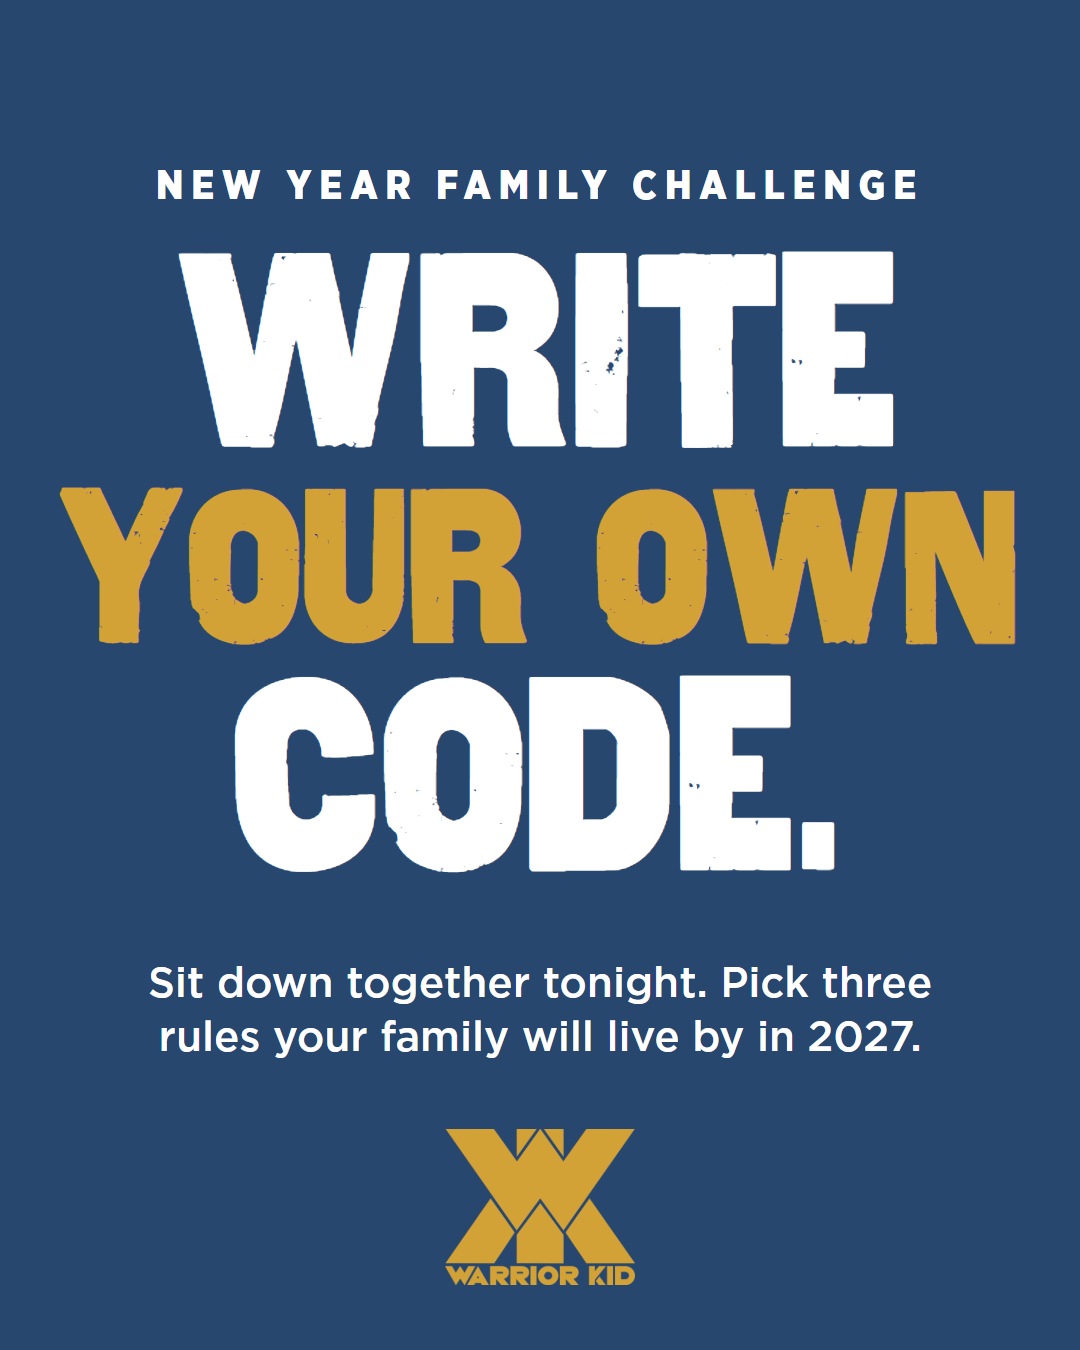 NEW YEAR FAMILY CHALLENGE
WRITE
YOUR OWN
CODE.
Sit down together tonight. Pick three
rules your family will live by in 2027.
WARRIOR KID